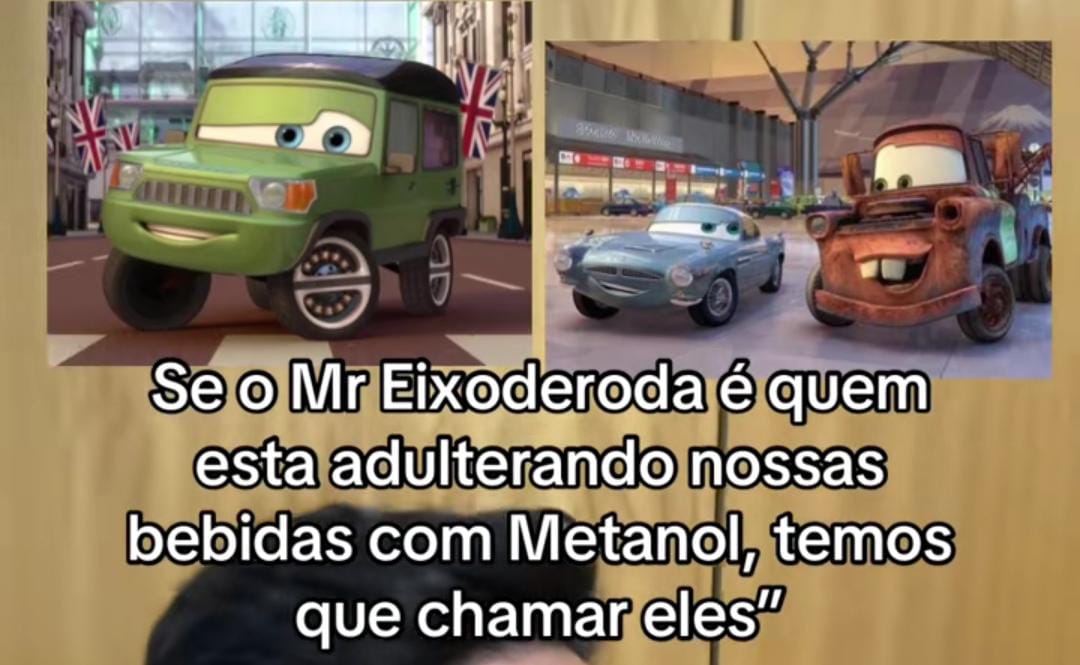 Se o Mr Eixoderoda é quem
esta adulterando nossas
bebidas com Metanol, temos
que chamar eles”